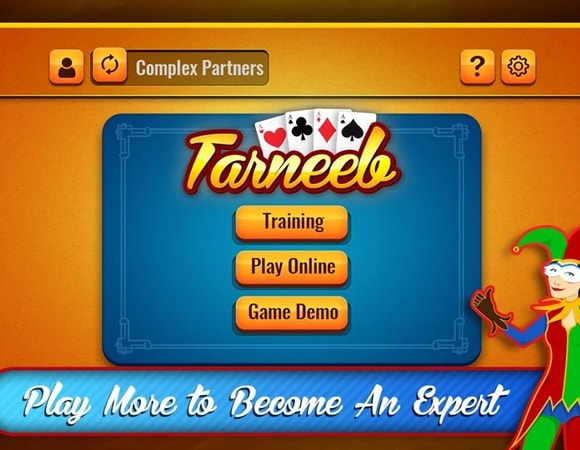 Complex Partners
?
Tarneeb
Training
Play Online
Game Demo
Play More to Become An Expert